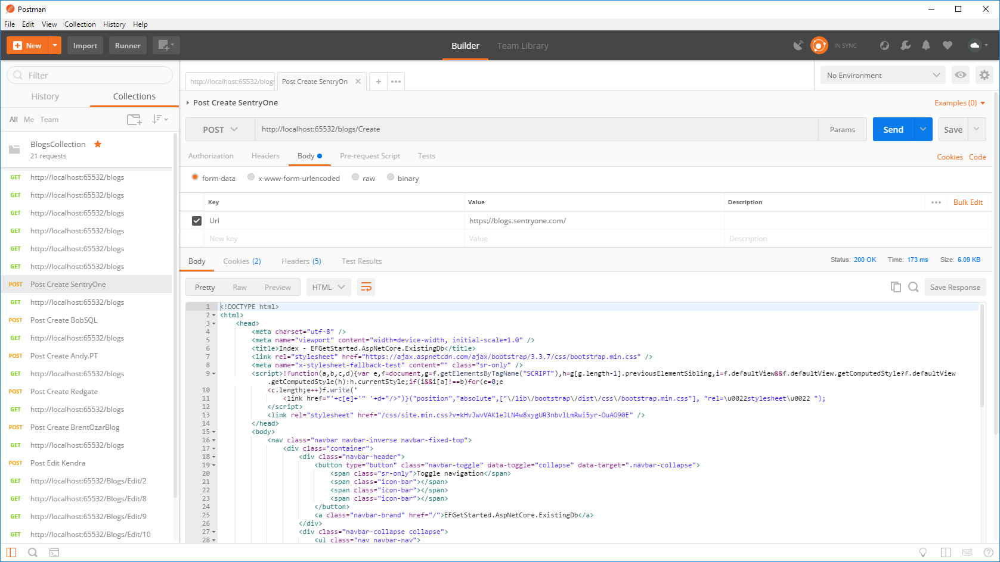 Postman
File Edit View Collection History Help
New Import Runner Builder Team Library IN SYNC
Filter
History Collections
All Me Team
BlogsCollection
21 requests
GET http://localhost:65532/blogs
GET http://localhost:65532/blogs
GET http://localhost:65532/blogs
GET http://localhost:65532/blogs
GET http://localhost:65532/blogs
GET http://localhost:65532/blogs
POST Post Create SentryOne
GET http://localhost:65532/blogs
POST Post Create BobSQL
GET http://localhost:65532/blogs
POST Post Create Andy.PT
GET http://localhost:65532/blogs
POST Post Create Redgate
GET http://localhost:65532/blogs
POST Post Create BrentOzarBlog
GET http://localhost:65532/blogs
POST Post Edit Kendra
GET http://localhost:65532/Blogs/Edit/2
GET http://localhost:65532/Blogs/Edit/8
GET http://localhost:65532/Blogs/Edit/9
GET http://localhost:65532/Blogs/Edit/10
http://localhost:65532/blogs Post Create SentryOn + No Environment
Post Create SentryOne Examples (0)
POST http://localhost:65532/blogs/Create Params Send Save
Authorization Headers Body Pre-request Script Tests Cookies Code
form-data x-www-form-urlencoded raw binary
Key Value Description Bulk Edit
Url https://blogs.sentryone.com/
New key Value Description
Body Cookies (2) Headers (5) Test Results Status: 200 OK Time: 173 ms Size: 6.09 KB
Pretty Raw Preview HTML Save Response
1 <!DOCTYPE html>
2 <html>
3 <head>
4 <meta charset="utf-8" />
5 <meta name="viewport" content="width=device-width, initial-scale=1.0" />
6 <title>Index - EFGetStarted.AspNetCore.ExistingDb</title>
7 <link rel="stylesheet" href="https://ajax.aspnetcdn.com/ajax/bootstrap/3.3.7/css/bootstrap.min.css" />
8 <meta name="x-stylesheet-fallback-test" content="" class="sr-only" />
9 <script>!function(a,b,c,d){var e,f=document,g=f.getElementsByTagName("SCRIPT"),h=g[g.length-1].previousElementSibling,i=f.defaultView&&f.defaultView.getComputedStyle?f.defaultView
.getComputedStyle(h):h.currentStyle;if(i&&i[a]!==b)for(e=0;e
10 <c.length;e++)f.write('
11 <link href="'+c[e]+'" '+d+"/>")}("position","absolute",["\/lib\/bootstrap\/dist\/css\/bootstrap.min.css"], "rel=\u0022stylesheet\u0022 ");
12 </script>
13 <link rel="stylesheet" href="/css/site.min.css?v=kHvJwvVAK1eJLN4w8xygUR3nbvlLmRwi5yr-OuAO90E" />
14 </head>
15 <body>
16 <nav class="navbar navbar-inverse navbar-fixed-top">
17 <div class="container">
18 <div class="navbar-header">
19 <button type="button" class="navbar-toggle" data-toggle="collapse" data-target=".navbar-collapse">
20 <span class="sr-only">Toggle navigation</span>
21 <span class="icon-bar"></span>
22 <span class="icon-bar"></span>
23 <span class="icon-bar"></span>
24 </button>
25 <a class="navbar-brand" href="/">EFGetStarted.AspNetCore.ExistingDb</a>
26 </div>
27 <div class="navbar-collapse collapse">
28 <ul class="nav navbar-nav">